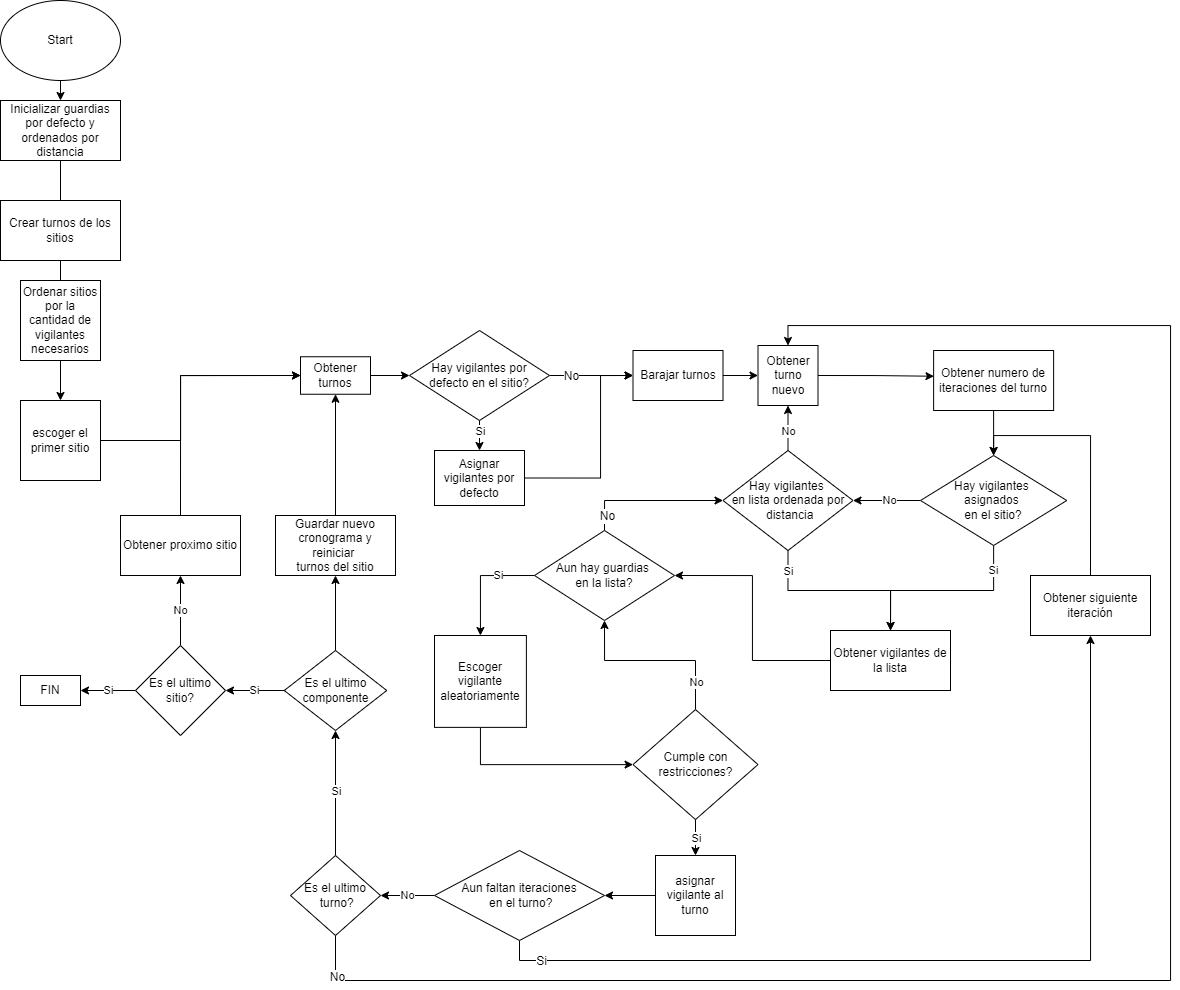 Start
Inicializar guardias
por defecto y
ordenados por
distancia
Crear turnos de los
sitios
Ordenar sitios
por la
cantidad de
vigilantes
necesarios
escoger el
primer sitio
Obtener
turnos
Hay vigilantes por
defecto en el sitio?
No
Si
Asignar
vigilantes por
defecto
Barajar turnos
Obtener
turno
nuevo
Obtener numero de
iteraciones del turno
No
Hay vigilantes
en lista ordenada por
distancia
No
Hay vigilantes
asignados
en el sitio?
Si
Si
Obtener siguiente
iteración
Obtener vigilantes de
la lista
No
Aun hay guardias
en la lista?
Si
Escoger
vigilante
aleatoriamente
No
Cumple con
restricciones?
Si
asignar
vigilante al
turno
Aun faltan iteraciones
en el turno?
Si
No
Es el ultimo
turno?
No
Si
Es el ultimo
componente
Guardar nuevo
cronograma y
reiniciar
turnos del sitio
Si
Es el ultimo
sitio?
No
Obtener proximo sitio
Si
FIN